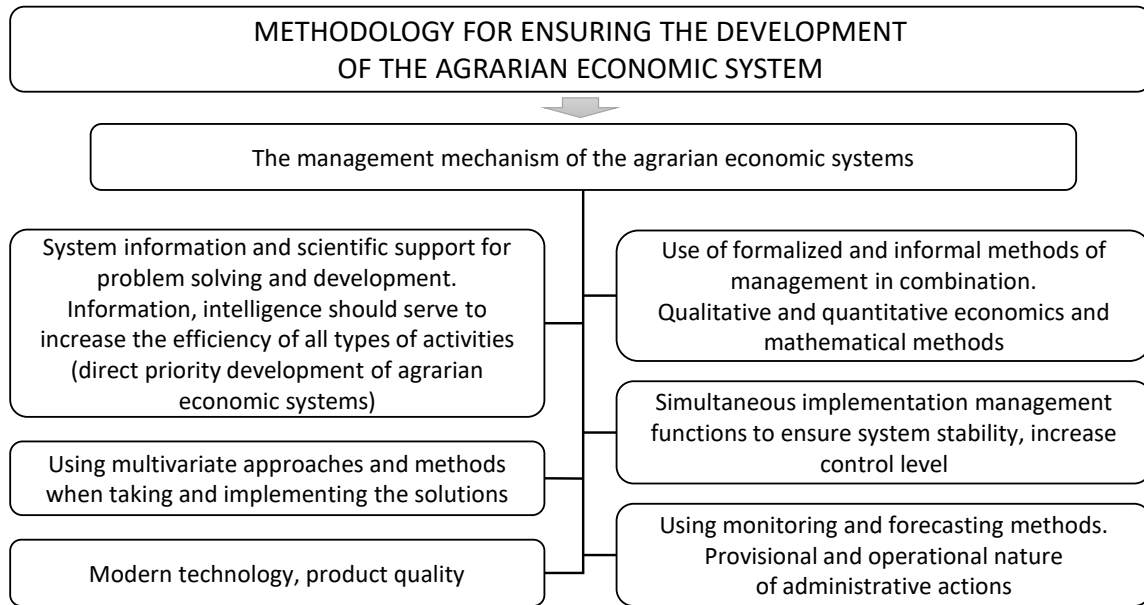 METHODOLOGY FOR ENSURING THE DEVELOPMENT
OF THE AGRARIAN ECONOMIC SYSTEM
The management mechanism of the agrarian economic systems
System information and scientific support for
problem solving and development.
Information, intelligence should serve to
increase the efficiency of all types of activities
(direct priority development of agrarian
economic systems)
Using multivariate approaches and methods
when taking and implementing the solutions
Modern technology, product quality
Use of formalized and informal methods of
management in combination.
Qualitative and quantitative economics and
mathematical methods
Simultaneous implementation management
functions to ensure system stability, increase
control level
Using monitoring and forecasting methods.
Provisional and operational nature
of administrative actions